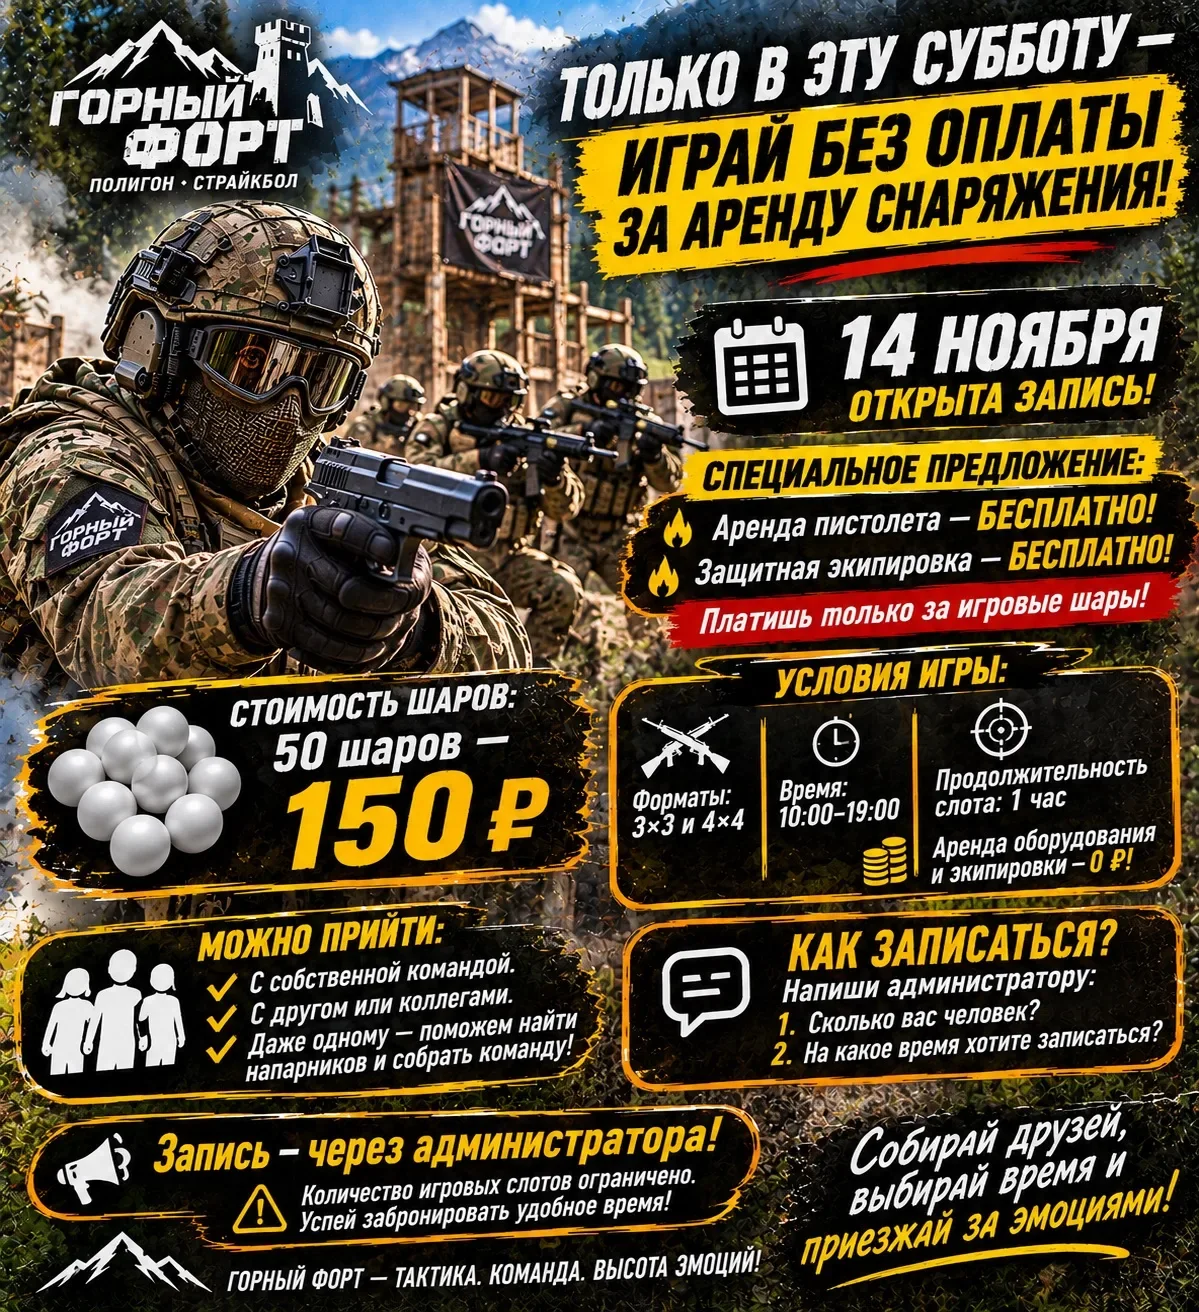 ГОРНЫЙ
ФОРТ
ПОЛИГОН • СТРАЙКБОЛ
ТОЛЬКО В ЭТУ СУББОТУ –
ИГРАЙ БЕЗ ОПЛАТЫ
ЗА АРЕНДУ СНАРЯЖЕНИЯ!
ГОРНЫЙ
ФОРТ
14 НОЯБРЯ
ОТКРЫТА ЗАПИСЬ!
СПЕЦИАЛЬНОЕ ПРЕДЛОЖЕНИЕ:
Аренда пистолета – БЕСПЛАТНО!
Защитная экипировка – БЕСПЛАТНО!
Платишь только за игровые шары!
ГОРНЫЙ
ФОРТ
СТОИМОСТЬ ШАРОВ:
50 шаров –
150 ₽
УСЛОВИЯ ИГРЫ:
Форматы:
3×3 и 4×4
Время:
10:00–19:00
Продолжительность
слота: 1 час
Аренда оборудования
и экипировки – 0 ₽!
МОЖНО ПРИЙТИ:
С собственной командой.
С другом или коллегами.
Даже одному – поможем найти
напарников и собрать команду!
КАК ЗАПИСАТЬСЯ?
Напиши администратору:
1. Сколько вас человек?
2. На какое время хотите записаться?
Запись – через администратора!
Количество игровых слотов ограничено.
Успей забронировать удобное время!
Собирай друзей,
выбирай время и
приезжай за эмоциями!
ГОРНЫЙ ФОРТ – ТАКТИКА. КОМАНДА. ВЫСОТА ЭМОЦИЙ!